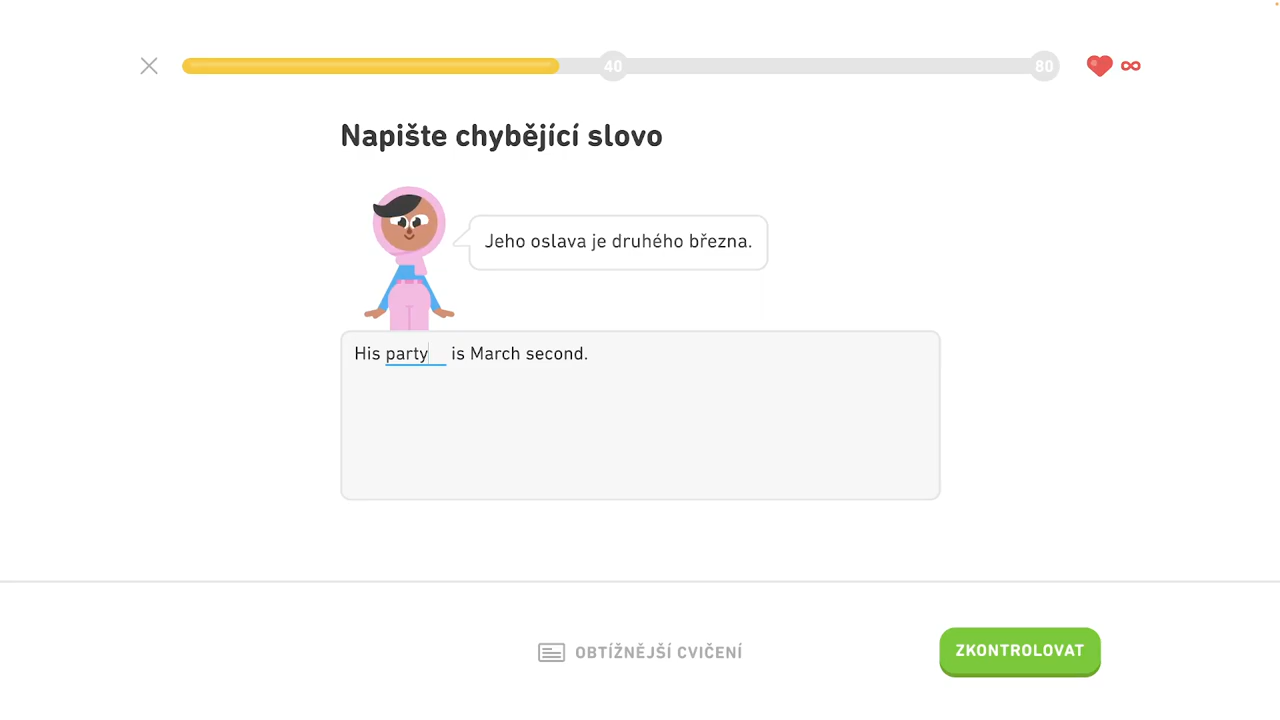 40
80
∞
Napište chybějící slovo
Jeho oslava je druhého března.
His party is March second.
OBTÍŽNĚJŠÍ CVIČENÍ
ZKONTROLOVAT